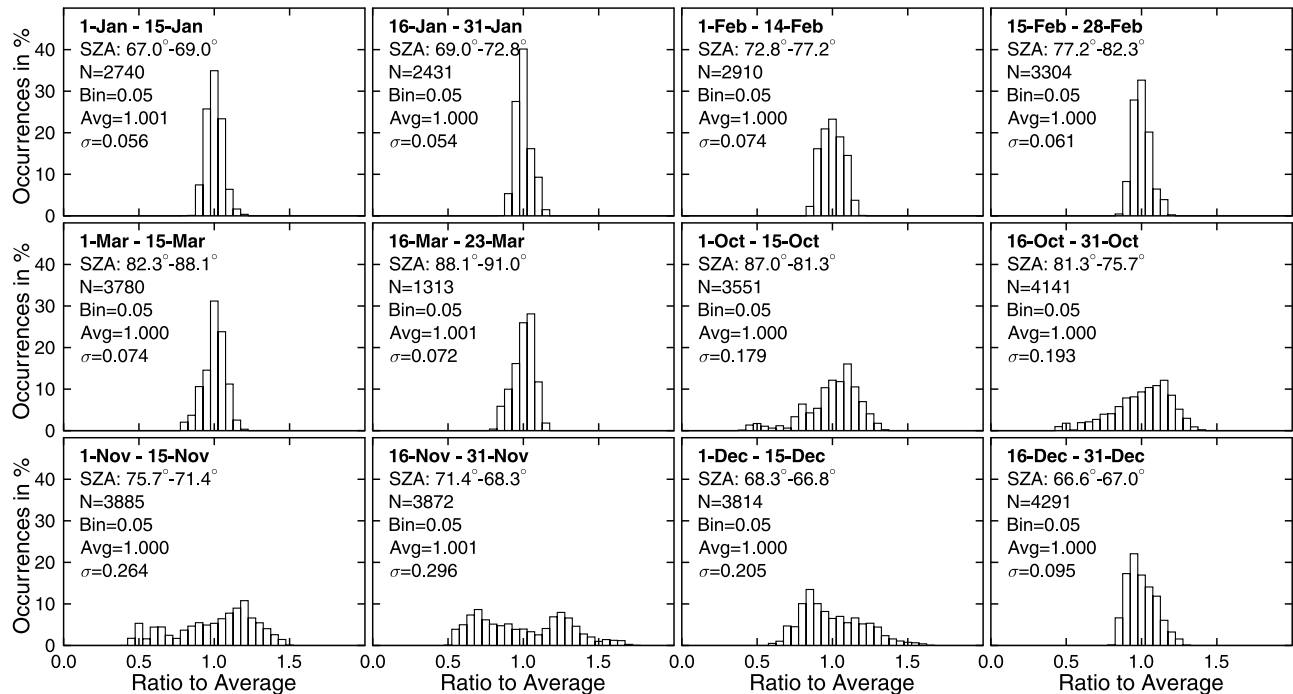 1-Jan - 15-Jan
SZA: 67.0°-69.0°
N=2740
Bin=0.05
Avg=1.001
σ=0.056
16-Jan - 31-Jan
SZA: 69.0°-72.8°
N=2431
Bin=0.05
Avg=1.000
σ=0.054
1-Feb - 14-Feb
SZA: 72.8°-77.2°
N=2910
Bin=0.05
Avg=1.000
σ=0.074
15-Feb - 28-Feb
SZA: 77.2°-82.3°
N=3304
Bin=0.05
Avg=1.000
σ=0.061
Occurrences in %
40
30
20
10
0
1-Mar - 15-Mar
SZA: 82.3°-88.1°
N=3780
Bin=0.05
Avg=1.000
σ=0.074
16-Mar - 23-Mar
SZA: 88.1°-91.0°
N=1313
Bin=0.05
Avg=1.001
σ=0.072
1-Oct - 15-Oct
SZA: 87.0°-81.3°
N=3551
Bin=0.05
Avg=1.000
σ=0.179
16-Oct - 31-Oct
SZA: 81.3°-75.7°
N=4141
Bin=0.05
Avg=1.000
σ=0.193
Occurrences in %
40
30
20
10
0
1-Nov - 15-Nov
SZA: 75.7°-71.4°
N=3885
Bin=0.05
Avg=1.000
σ=0.264
16-Nov - 31-Nov
SZA: 71.4°-68.3°
N=3872
Bin=0.05
Avg=1.001
σ=0.296
1-Dec - 15-Dec
SZA: 68.3°-66.8°
N=3814
Bin=0.05
Avg=1.000
σ=0.205
16-Dec - 31-Dec
SZA: 66.6°-67.0°
N=4291
Bin=0.05
Avg=1.000
σ=0.095
Occurrences in %
40
30
20
10
0
0.0 0.5 1.0 1.5
0.0 0.5 1.0 1.5
0.0 0.5 1.0 1.5
0.0 0.5 1.0 1.5
Ratio to Average
Ratio to Average
Ratio to Average
Ratio to Average